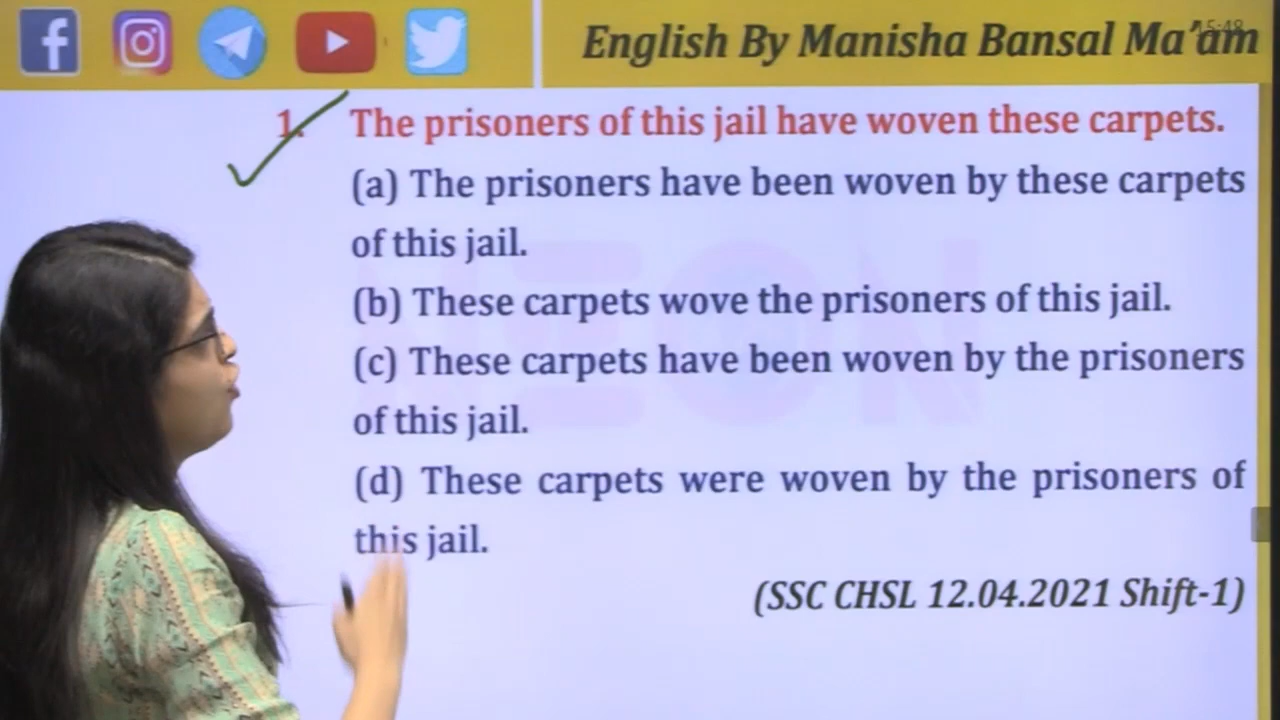 English By Manisha Bansal Ma'am
15:48
1. The prisoners of this jail have woven these carpets.
(a) The prisoners have been woven by these carpets
of this jail.
(b) These carpets wove the prisoners of this jail.
(c) These carpets have been woven by the prisoners
of this jail.
(d) These carpets were woven by the prisoners of
this jail.
(SSC CHSL 12.04.2021 Shift-1)
NEON